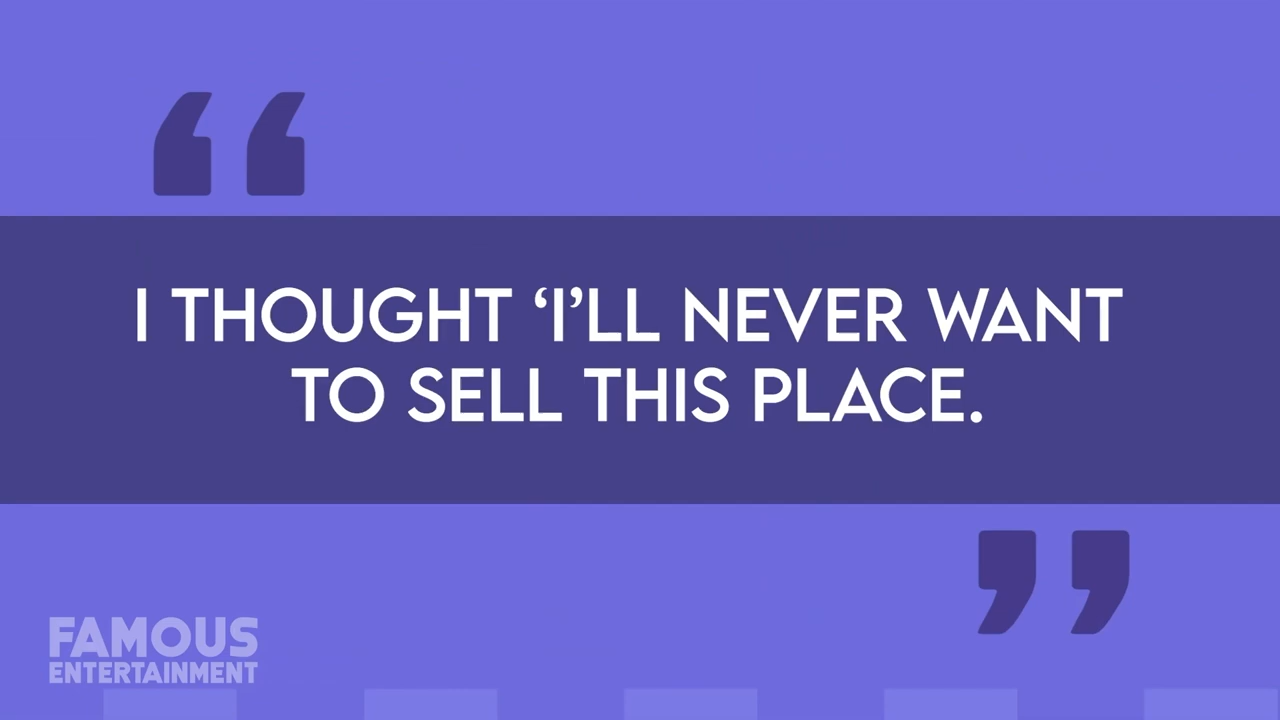 “
I THOUGHT ‘I’LL NEVER WANT
TO SELL THIS PLACE.
”
FAMOUS
ENTERTAINMENT